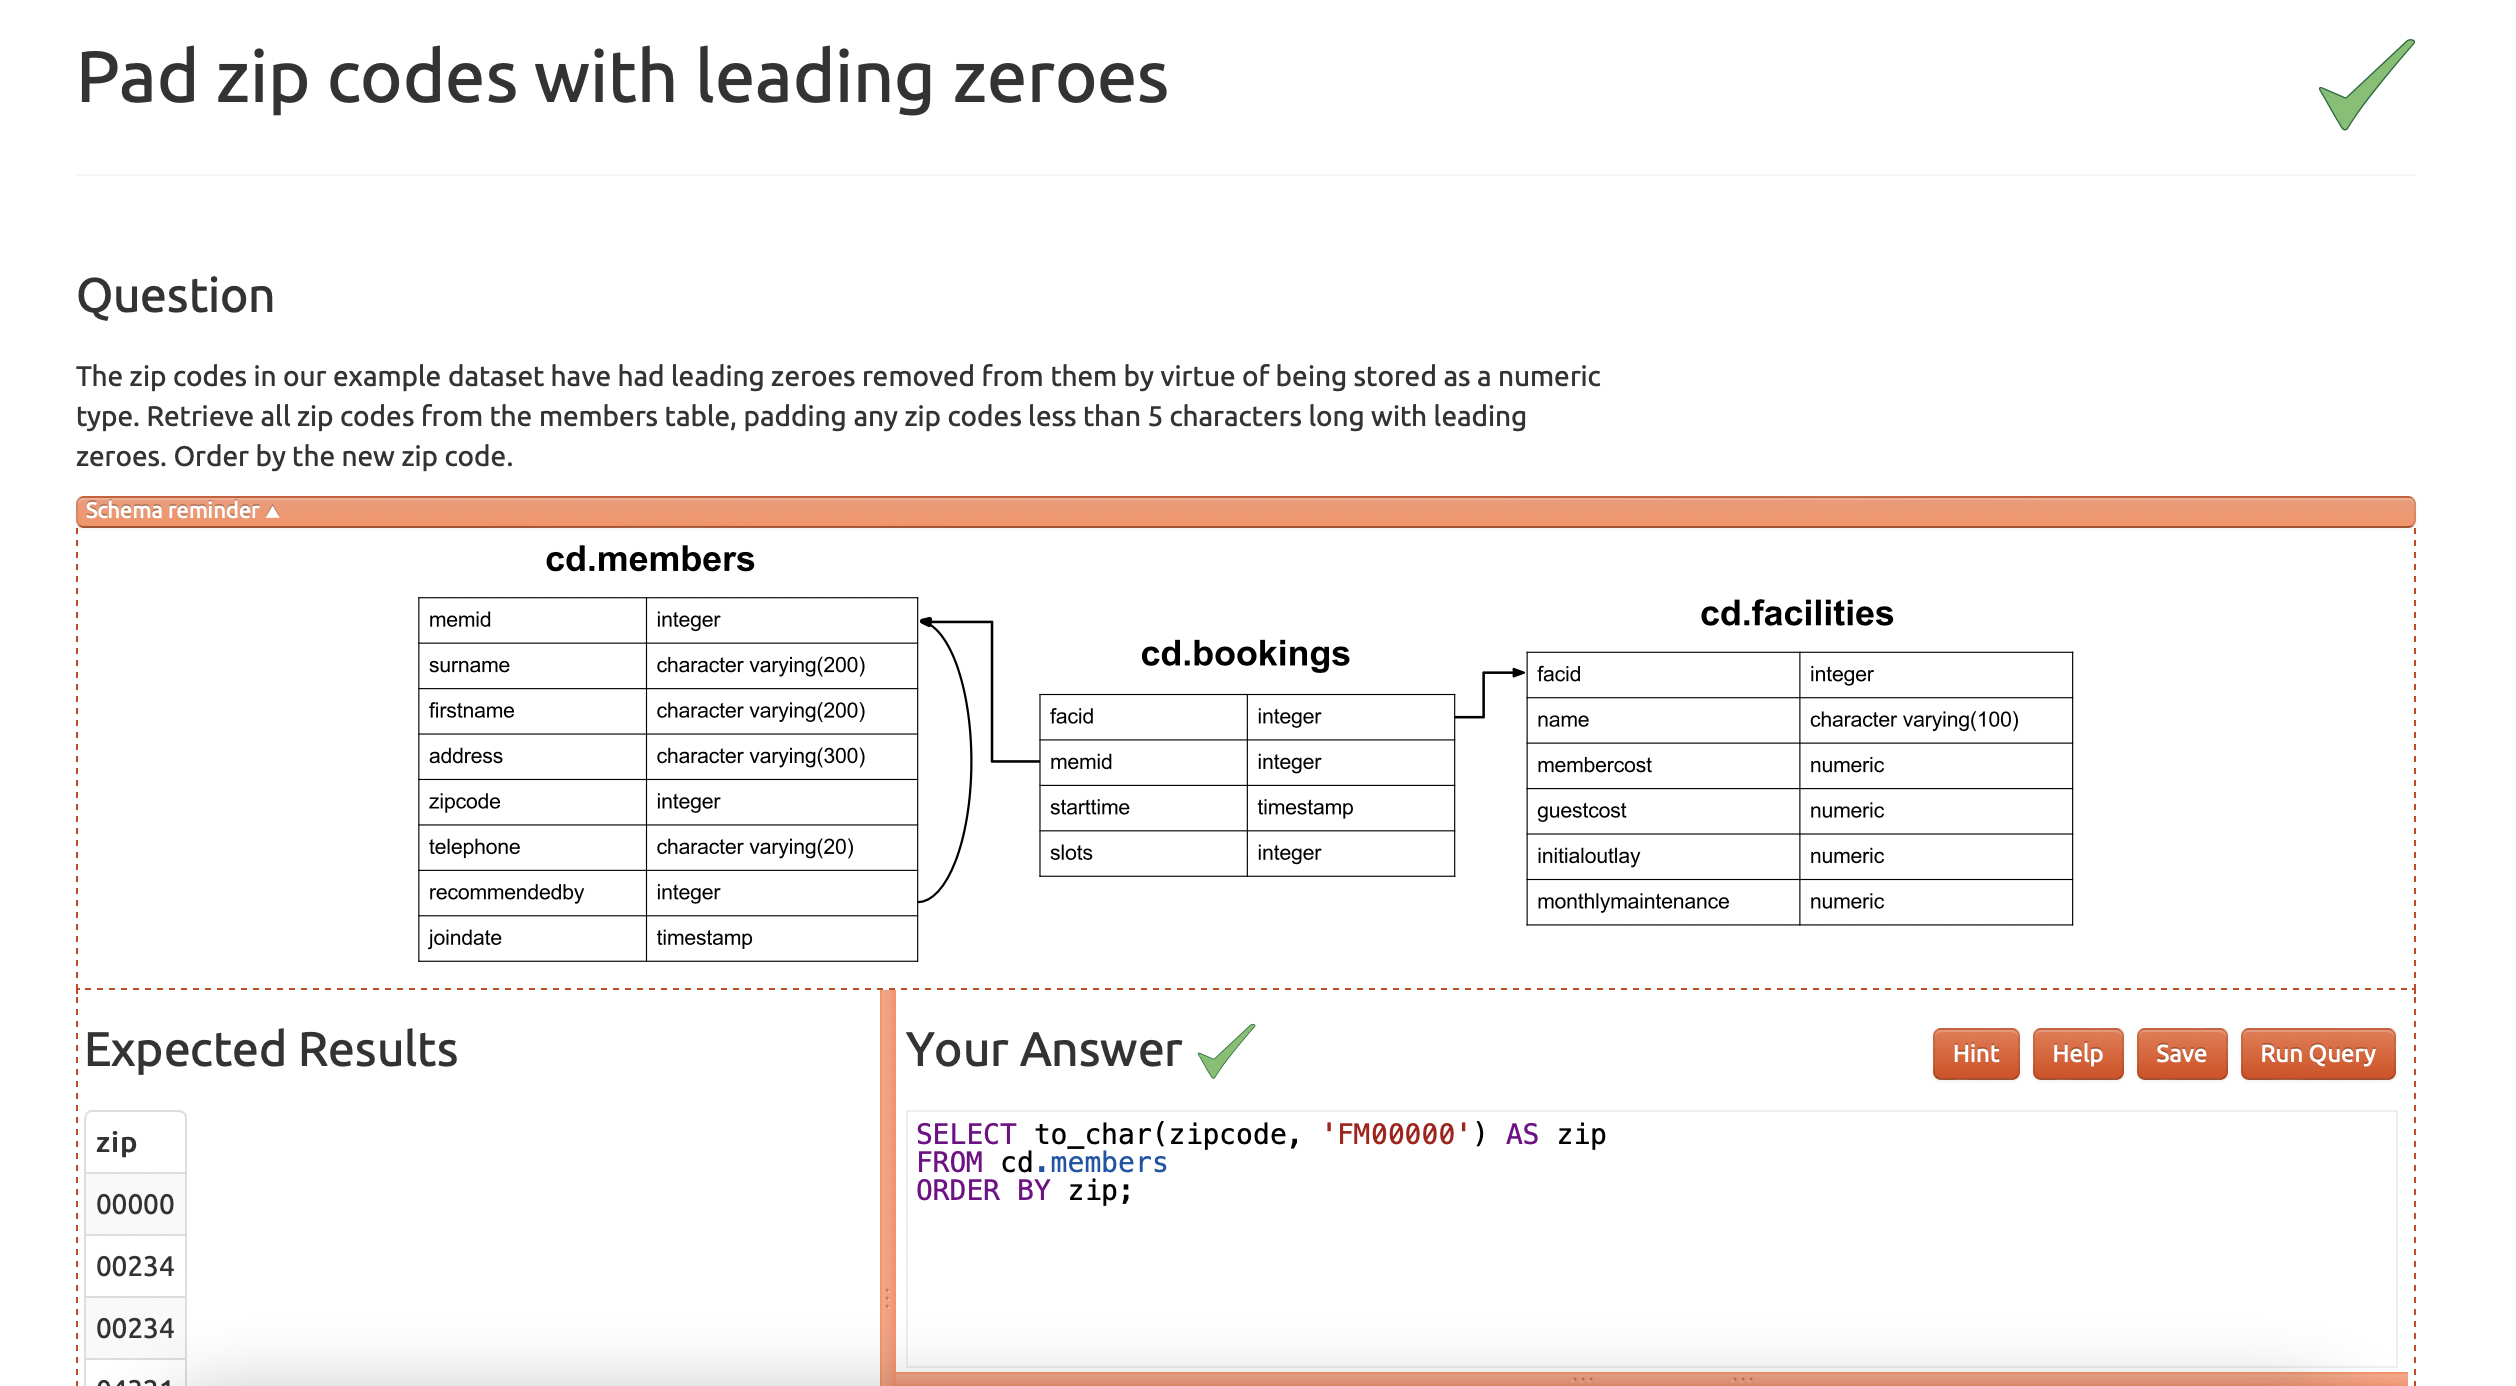 Pad zip codes with leading zeroes
Question
The zip codes in our example dataset have had leading zeroes removed from them by virtue of being stored as a numeric
type. Retrieve all zip codes from the members table, padding any zip codes less than 5 characters long with leading
zeroes. Order by the new zip code.
Schema reminder ▲
cd.members
memid integer
surname character varying(200)
firstname character varying(200)
address character varying(300)
zipcode integer
telephone character varying(20)
recommendedby integer
joindate timestamp
cd.bookings
facid integer
memid integer
starttime timestamp
slots integer
cd.facilities
facid integer
name character varying(100)
membercost numeric
guestcost numeric
initialoutlay numeric
monthlymaintenance numeric
Expected Results
zip
00000
00234
00234
Your Answer
Hint Help Save Run Query
SELECT to_char(zipcode, 'FM00000') AS zip
FROM cd.members
ORDER BY zip;